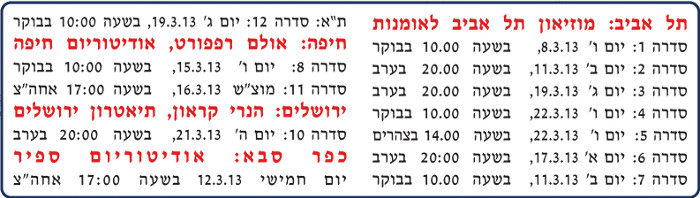 תל אביב: מוזיאון תל אביב לאומנות
סדרה 1: יום ו' 8.3.13, בשעה 10.00 בבוקר
סדרה 2: יום ב' 11.3.13, בשעה 20.00 בערב
סדרה 3: יום ג' 19.3.13, בשעה 20.00 בערב
סדרה 4: יום ו' 22.3.13, בשעה 10.00 בבוקר
סדרה 5: יום ו' 22.3.13, בשעה 14.00 בצהרים
סדרה 6: יום א' 17.3.13, בשעה 20:00 בערב
סדרה 7: יום ב' 11.3.13, בשעה 10.00 בבוקר
ת"א: סדרה 12: יום ג' 19.3.13, בשעה 10:00 בבוקר
חיפה: אולם רפפורט, אודיטוריום חיפה
סדרה 8: יום ו' 15.3.13, בשעה 10:00 בבוקר
סדרה 11: מוצ"ש 16.3.13, בשעה 17:00 אחה"צ
ירושלים: הנרי קראון, תיאטרון ירושלים
סדרה 10: יום ה' 21.3.13, בשעה 20:00 בערב
כפר סבא: אודיטוריום ספיר
יום חמישי 12.3.13 בשעה 17:00 אחה"צ